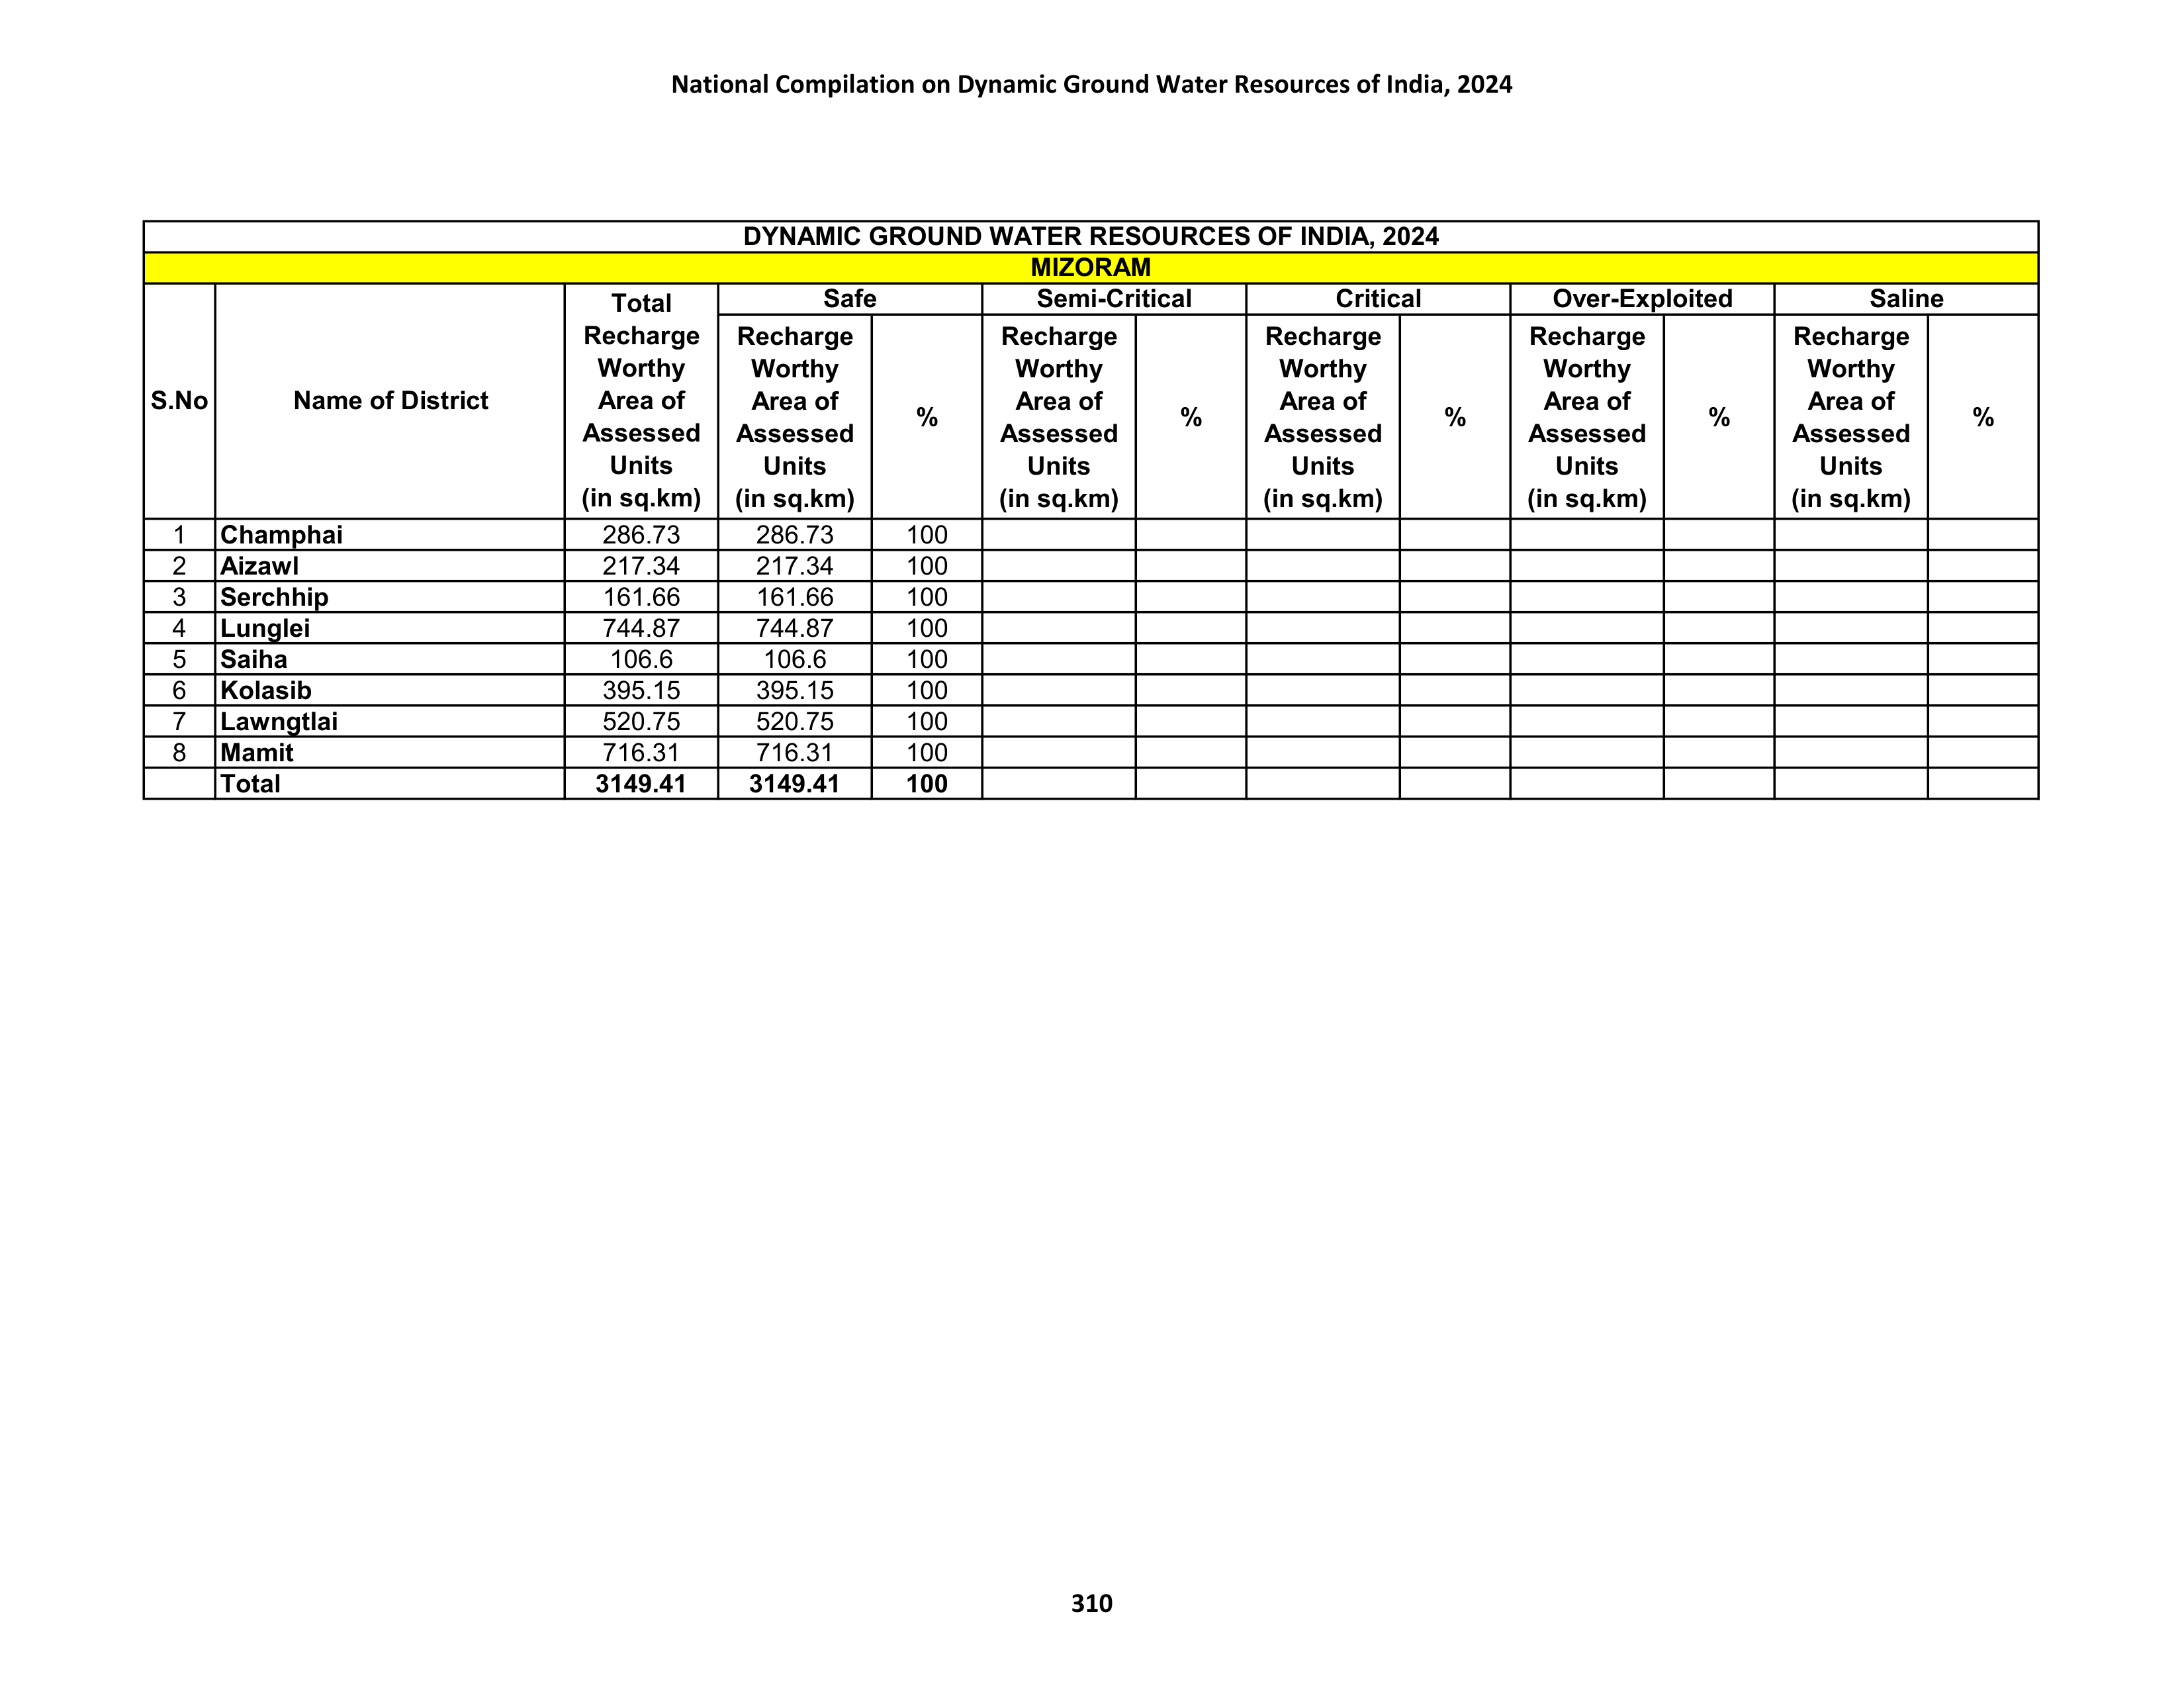 National Compilation on Dynamic Ground Water Resources of India, 2024
DYNAMIC GROUND WATER RESOURCES OF INDIA, 2024
MIZORAM
S.No
Name of District
Total
Recharge
Worthy
Area of
Assessed
Units
(in sq.km)
Safe
Semi-Critical
Critical
Over-Exploited
Saline
Recharge
Worthy
Area of
Assessed
Units
(in sq.km)
%
Recharge
Worthy
Area of
Assessed
Units
(in sq.km)
%
Recharge
Worthy
Area of
Assessed
Units
(in sq.km)
%
Recharge
Worthy
Area of
Assessed
Units
(in sq.km)
%
Recharge
Worthy
Area of
Assessed
Units
(in sq.km)
%
1 Champhai 286.73 286.73 100
2 Aizawl 217.34 217.34 100
3 Serchhip 161.66 161.66 100
4 Lunglei 744.87 744.87 100
5 Saiha 106.6 106.6 100
6 Kolasib 395.15 395.15 100
7 Lawngtlai 520.75 520.75 100
8 Mamit 716.31 716.31 100
Total 3149.41 3149.41 100
310